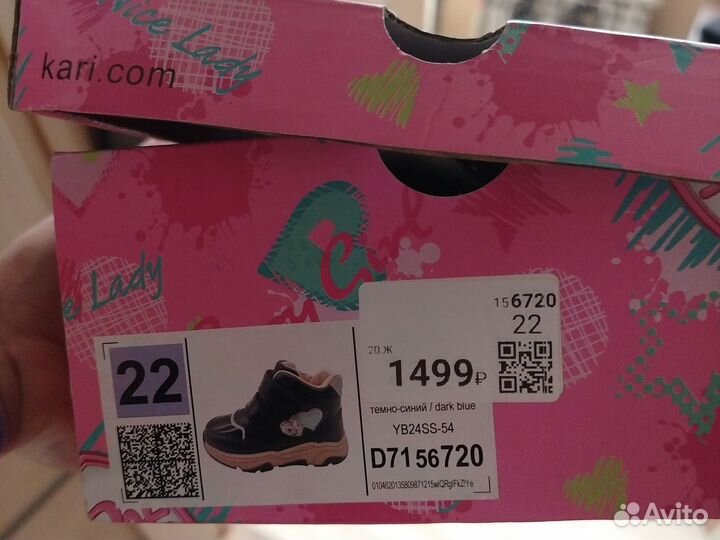 Nice Lady
kari.com
Girl
ce Lady
156720
22
20 Ж
1499₽
22
темно-синий / dark blue
YB24SS-54
D7156720
Avito